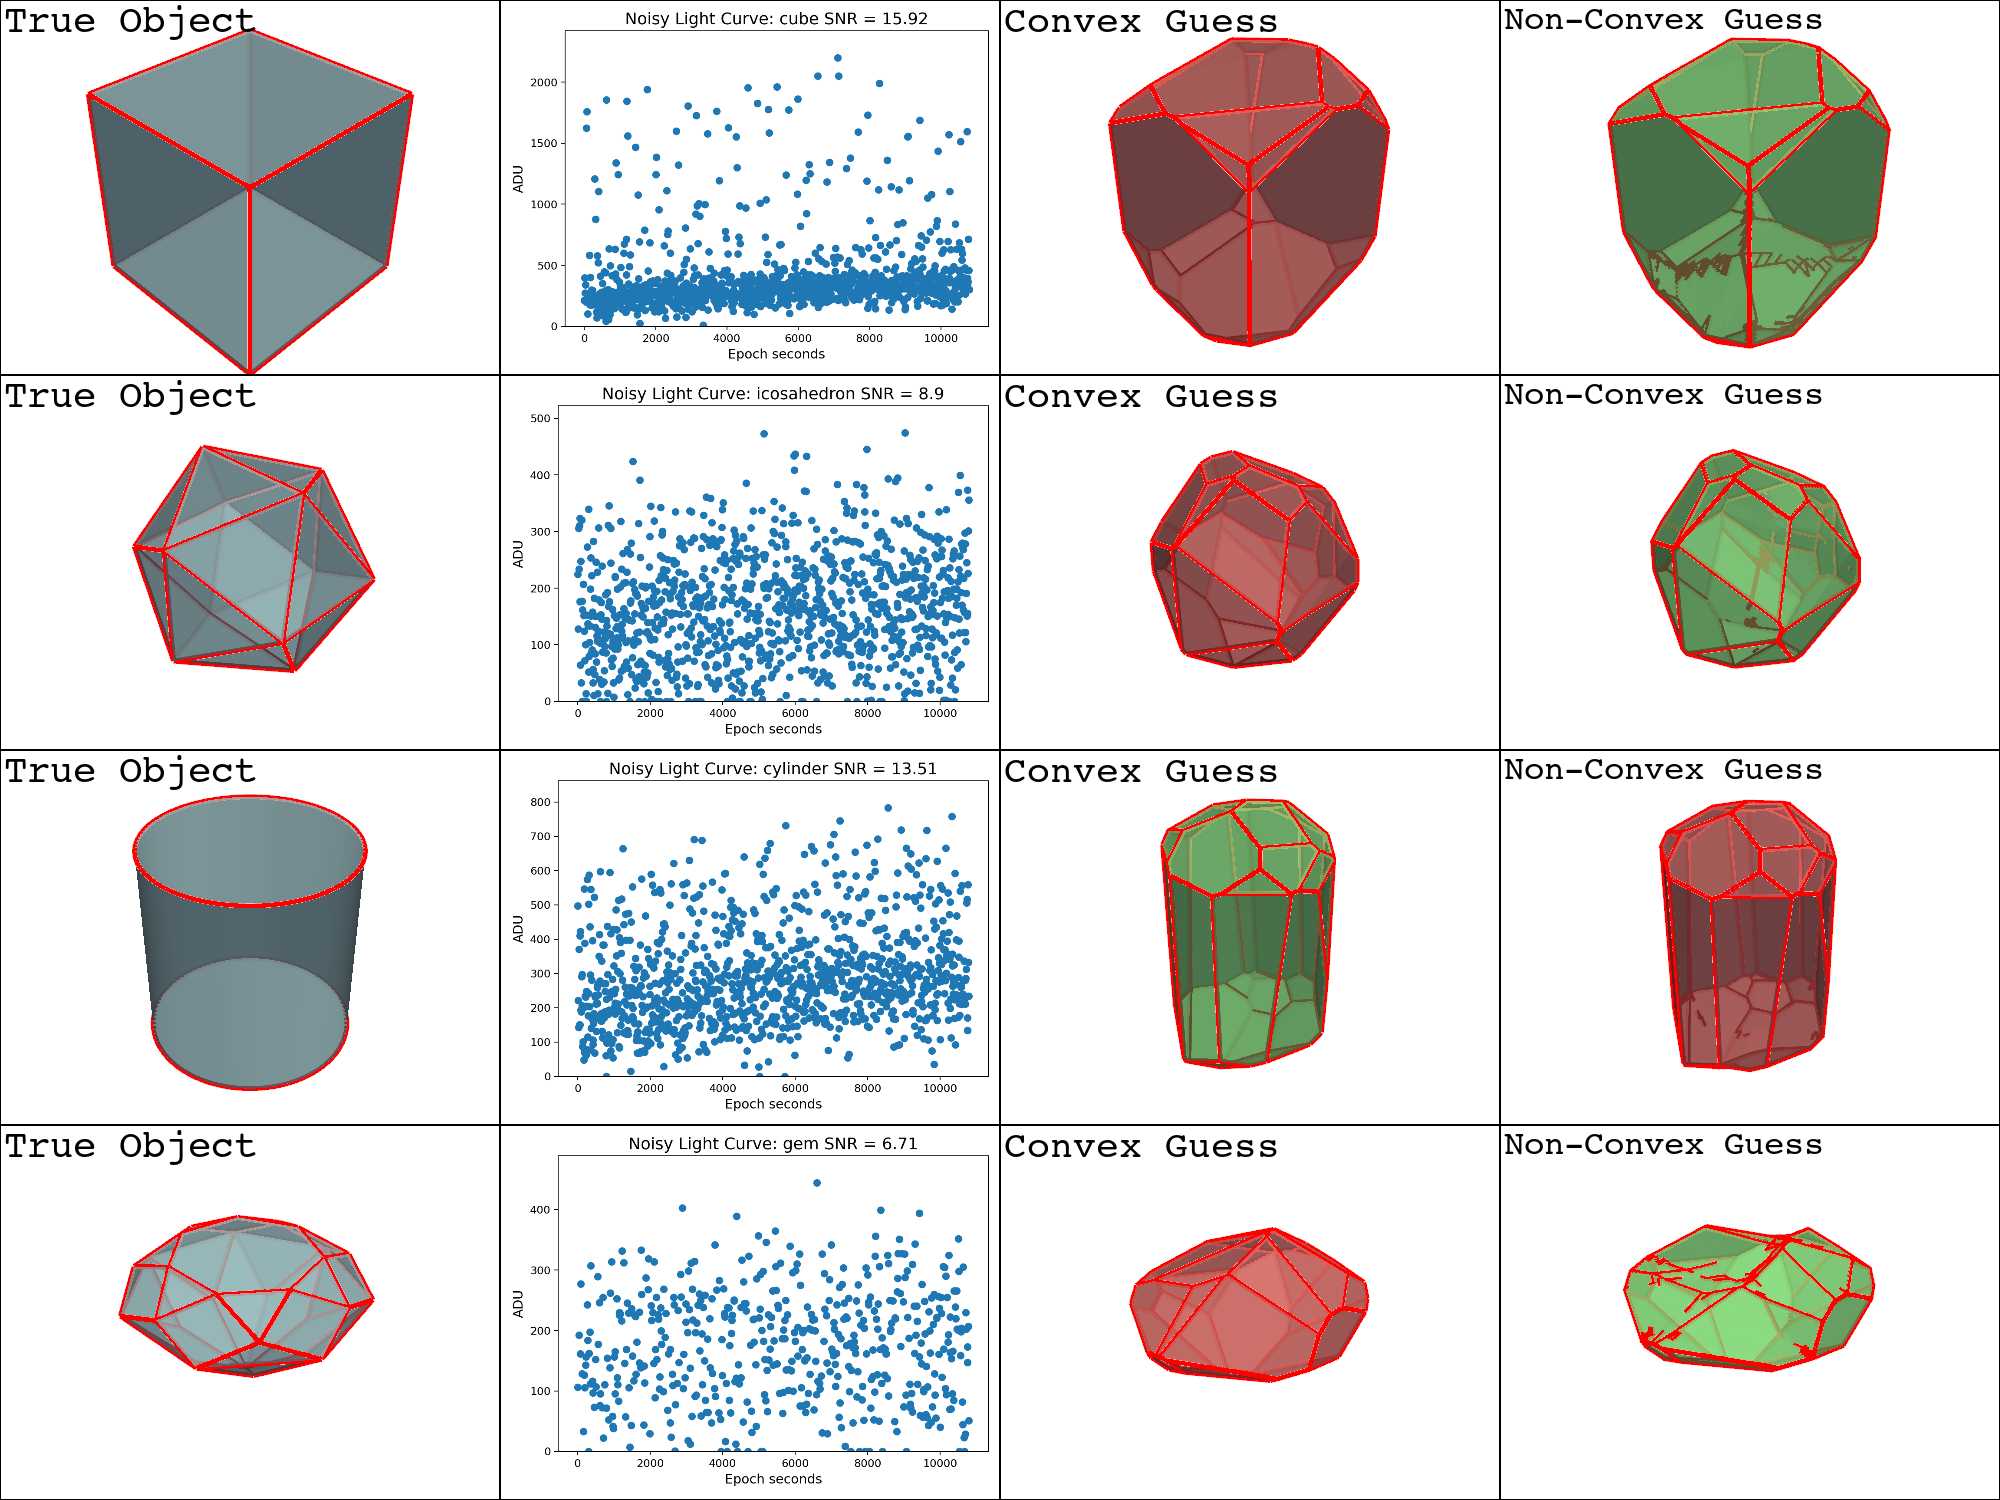 True Object
Noisy Light Curve: cube SNR = 15.92
2000
1500
1000
500
0
ADU
0 2000 4000 6000 8000 10000
Epoch seconds
Convex Guess
Non-Convex Guess
True Object
Noisy Light Curve: icosahedron SNR = 8.9
500
400
300
200
100
0
ADU
0 2000 4000 6000 8000 10000
Epoch seconds
Convex Guess
Non-Convex Guess
True Object
Noisy Light Curve: cylinder SNR = 13.51
800
700
600
500
400
300
200
100
0
ADU
0 2000 4000 6000 8000 10000
Epoch seconds
Convex Guess
Non-Convex Guess
True Object
Noisy Light Curve: gem SNR = 6.71
400
300
200
100
0
ADU
0 2000 4000 6000 8000 10000
Epoch seconds
Convex Guess
Non-Convex Guess